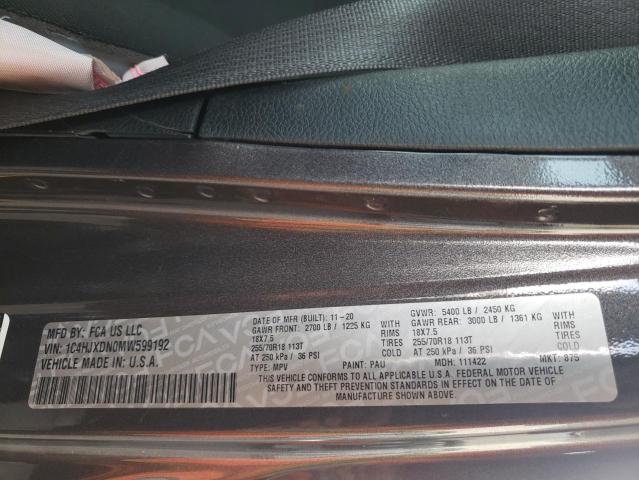 MFD BY: FCA US LLC
VIN: 1C4HJXDN0MW599192
VEHICLE MADE IN: U.S.A.
DATE OF MFR (BUILT): 11-20
GAWR FRONT: 2700 LB / 1225 KG
18X7.5
255/70R18 113T
AT 250 kPa / 36 PSI
TYPE: MPV
WITH
RIMS
TIRES
COLD
PAINT: PAU
GVWR: 5400 LB / 2450 KG
GAWR REAR: 3000 LB / 1361 KG
18X7.5
255/70R18 113T
AT 250 kPa / 36 PSI
MDH: 111422
WITH
RIMS
TIRES
COLD
MKT: 875
THIS VEHICLE CONFORMS TO ALL APPLICABLE U.S.A. FEDERAL MOTOR VEHICLE
SAFETY AND THEFT PREVENTION STANDARDS IN EFFECT ON THE DATE OF
MANUFACTURE SHOWN ABOVE.